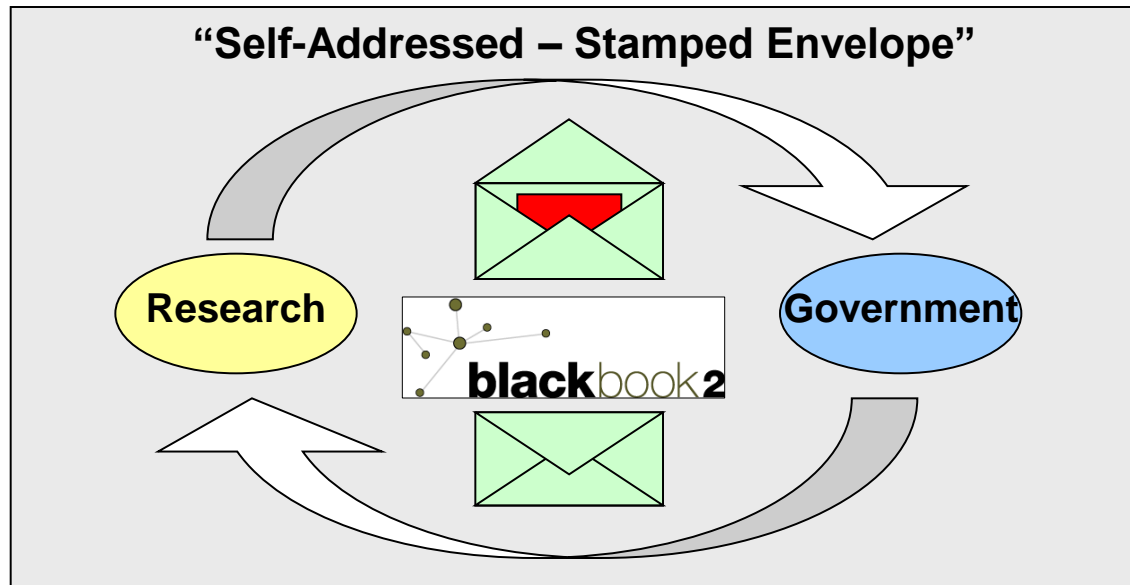 “Self-Addressed – Stamped Envelope”
Research
Government
blackbook2